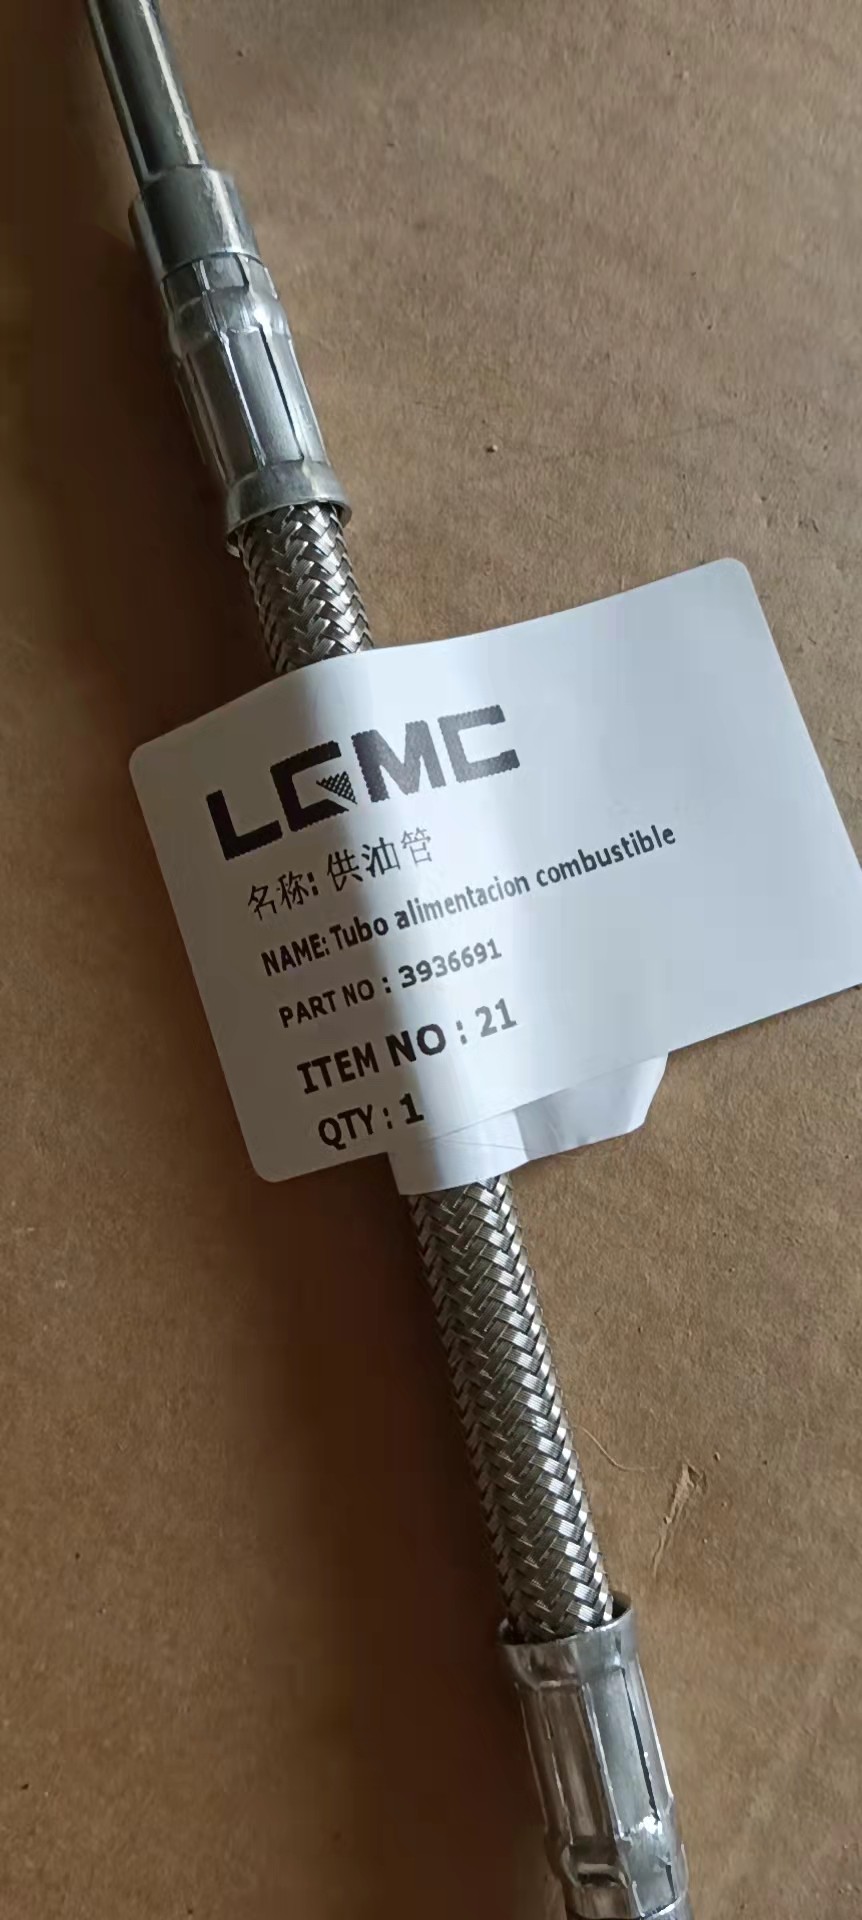 LGMC
名称: 供油管
NAME: Tubo alimentacion combustible
PART NO : 3936691
ITEM NO : 21
QTY : 1